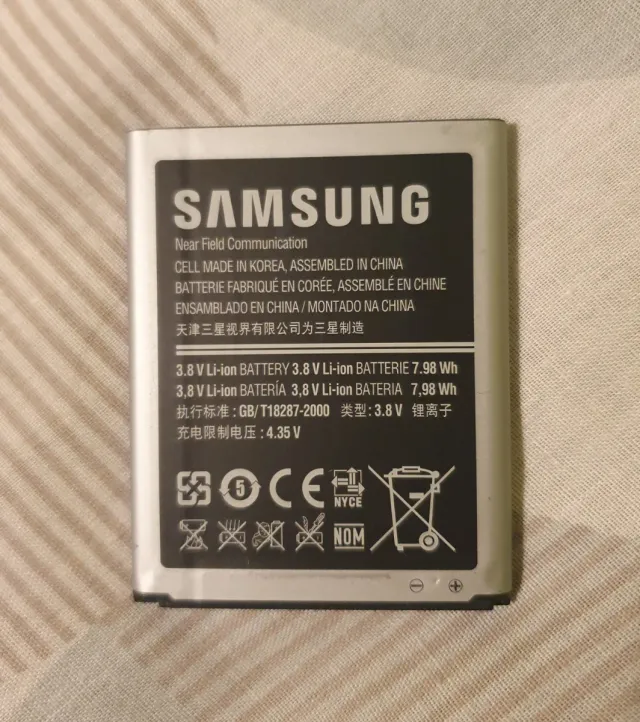 SAMSUNG
Near Field Communication
CELL MADE IN KOREA, ASSEMBLED IN CHINA
BATTERIE FABRIQUÉ EN CORÉE, ASSEMBLÉ EN CHINE
ENSAMBLADO EN CHINA / MONTADO NA CHINA
天津三星视界有限公司为三星制造
3.8 V Li-ion BATTERY 3.8 V Li-ion BATTERIE 7.98 Wh
3,8 V Li-ion BATERÍA 3,8 V Li-ion BATERIA 7,98 Wh
执行标准 : GB/T18287-2000 类型 : 3.8 V 锂离子
充电限制电压 : 4.35 V
5 CE NYCE
NOM